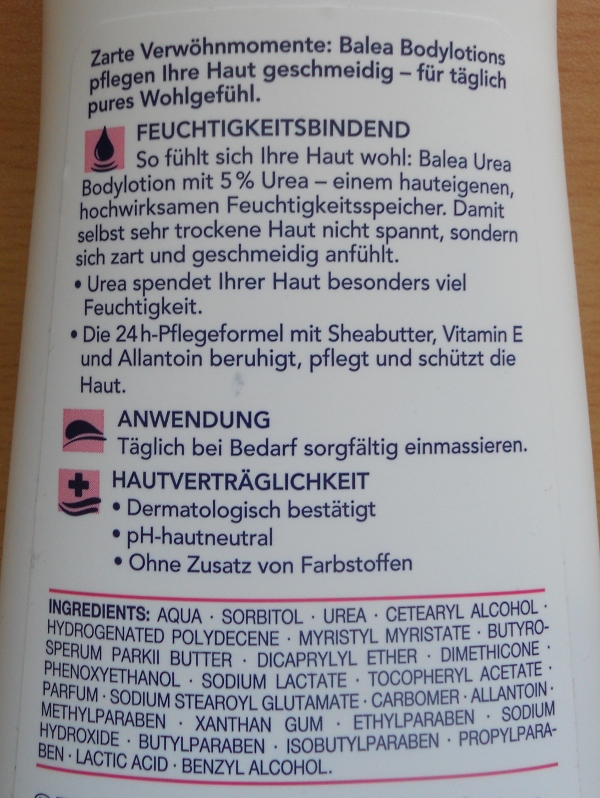 Zarte Verwöhnmomente: Balea Bodylotions
pflegen Ihre Haut geschmeidig – für täglich
pures Wohlgefühl.
FEUCHTIGKEITSBINDEND
So fühlt sich Ihre Haut wohl: Balea Urea
Bodylotion mit 5 % Urea – einem hauteigenen,
hochwirksamen Feuchtigkeitsspeicher. Damit
selbst sehr trockene Haut nicht spannt, sondern
sich zart und geschmeidig anfühlt.
• Urea spendet Ihrer Haut besonders viel
Feuchtigkeit.
• Die 24h-Pflegeformel mit Sheabutter, Vitamin E
und Allantoin beruhigt, pflegt und schützt die
Haut.
ANWENDUNG
Täglich bei Bedarf sorgfältig einmassieren.
HAUTVERTRÄGLICHKEIT
• Dermatologisch bestätigt
• pH-hautneutral
• Ohne Zusatz von Farbstoffen
INGREDIENTS: AQUA · SORBITOL · UREA · CETEARYL ALCOHOL ·
HYDROGENATED POLYDECENE · MYRISTYL MYRISTATE · BUTYRO-
SPERUM PARKII BUTTER · DICAPRYLYL ETHER · DIMETHICONE ·
PHENOXYETHANOL · SODIUM LACTATE · TOCOPHERYL ACETATE ·
PARFUM · SODIUM STEAROYL GLUTAMATE · CARBOMER · ALLANTOIN ·
METHYLPARABEN · XANTHAN GUM · ETHYLPARABEN · SODIUM
HYDROXIDE · BUTYLPARABEN · ISOBUTYLPARABEN · PROPYLPARA-
BEN · LACTIC ACID · BENZYL ALCOHOL.